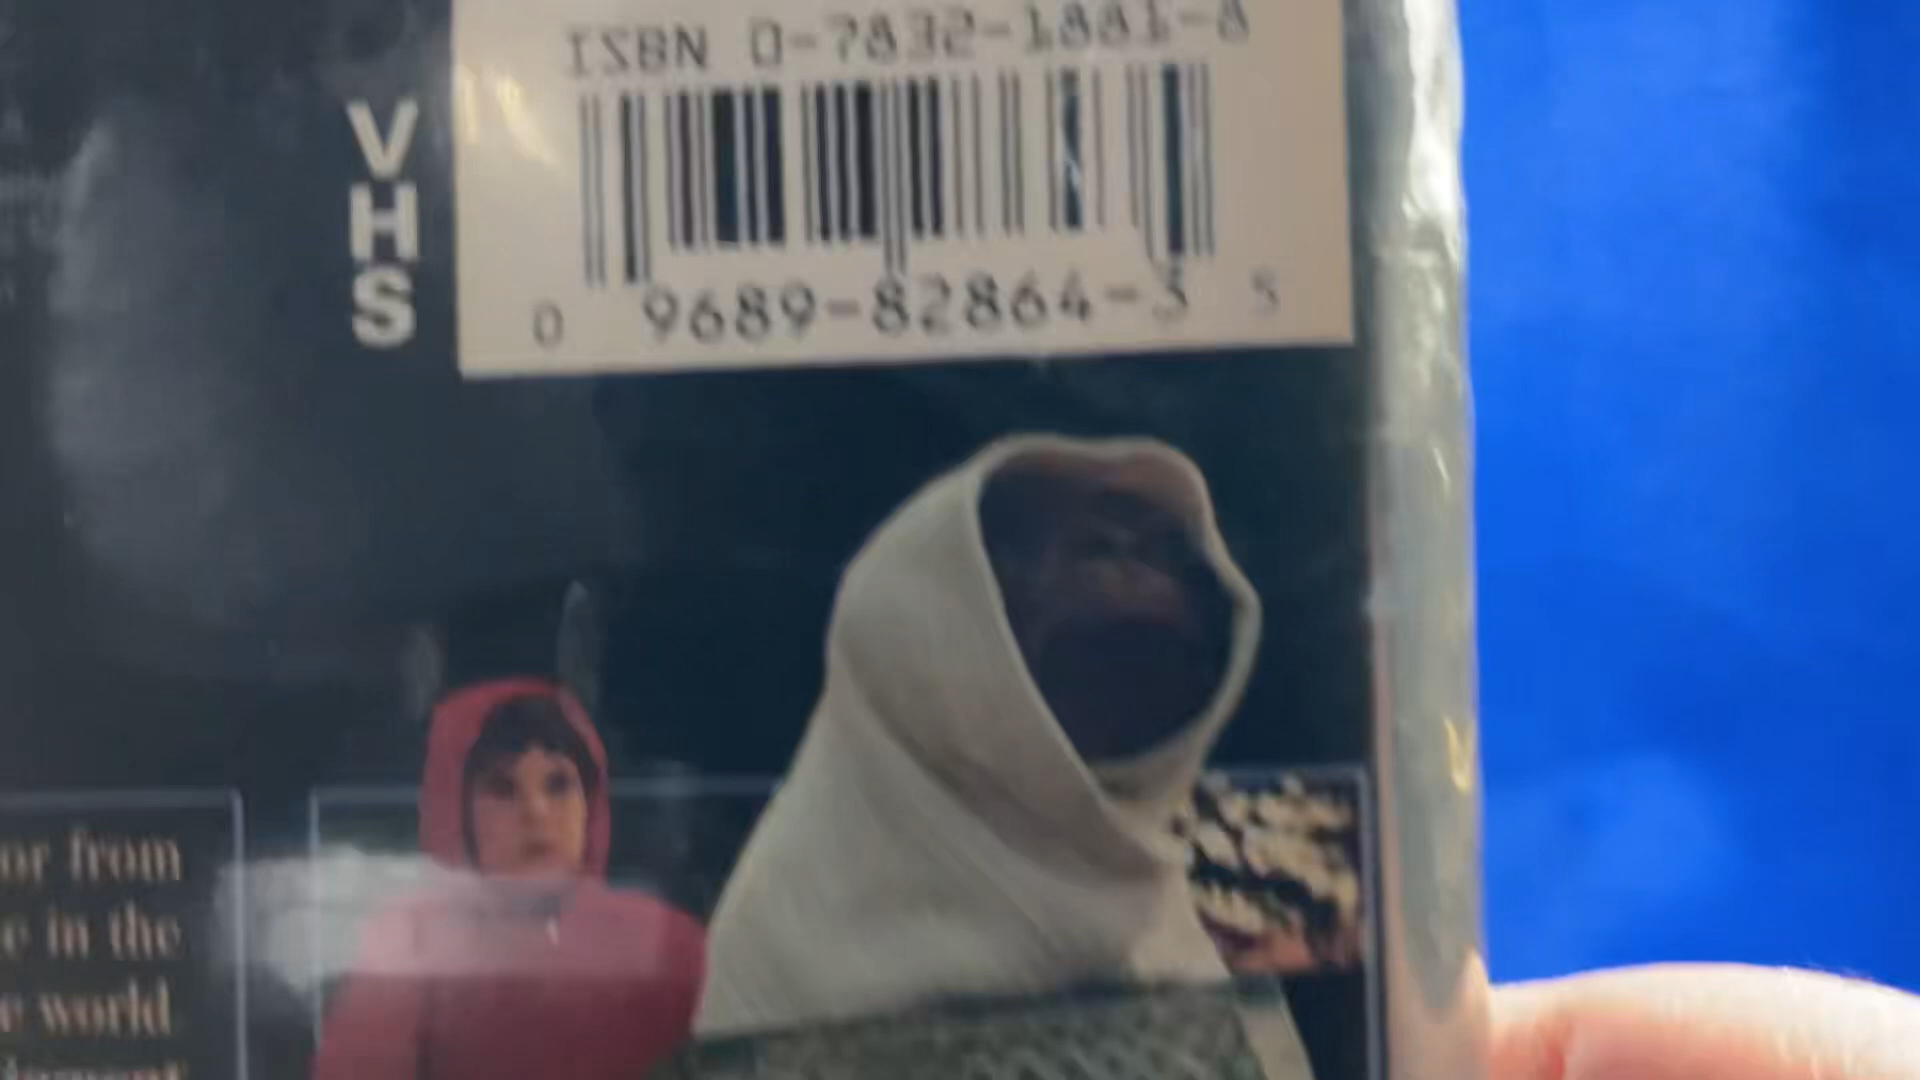 ISBN 0-7832-1881-8
VHS
0 9689-82864-3 5
or from
e in the
e world